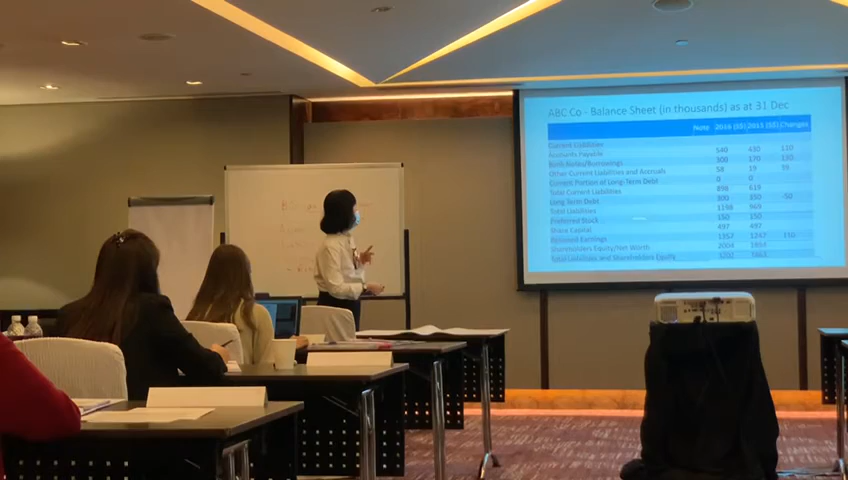 ABC Co - Balance Sheet (in thousands) as at 31 Dec
Note 2016 (S$) 2015 (S$) Changes
Current Liabilities
Accounts Payable 540 430 110
Bank Notes/Borrowings 300 170 130
Other Current Liabilities and Accruals 58 19 39
Current Portion of Long-Term Debt 0 0
Total Current Liabilities 898 619
Long Term Debt 300 350 -50
Total Liabilities 1198 969
Preferred Stock 150 150
Share Capital 497 497
Retained Earnings 1357 1247 110
Shareholders Equity/Net Worth 2004 1894
Total Liabilities and Shareholders Equity 3202 2863